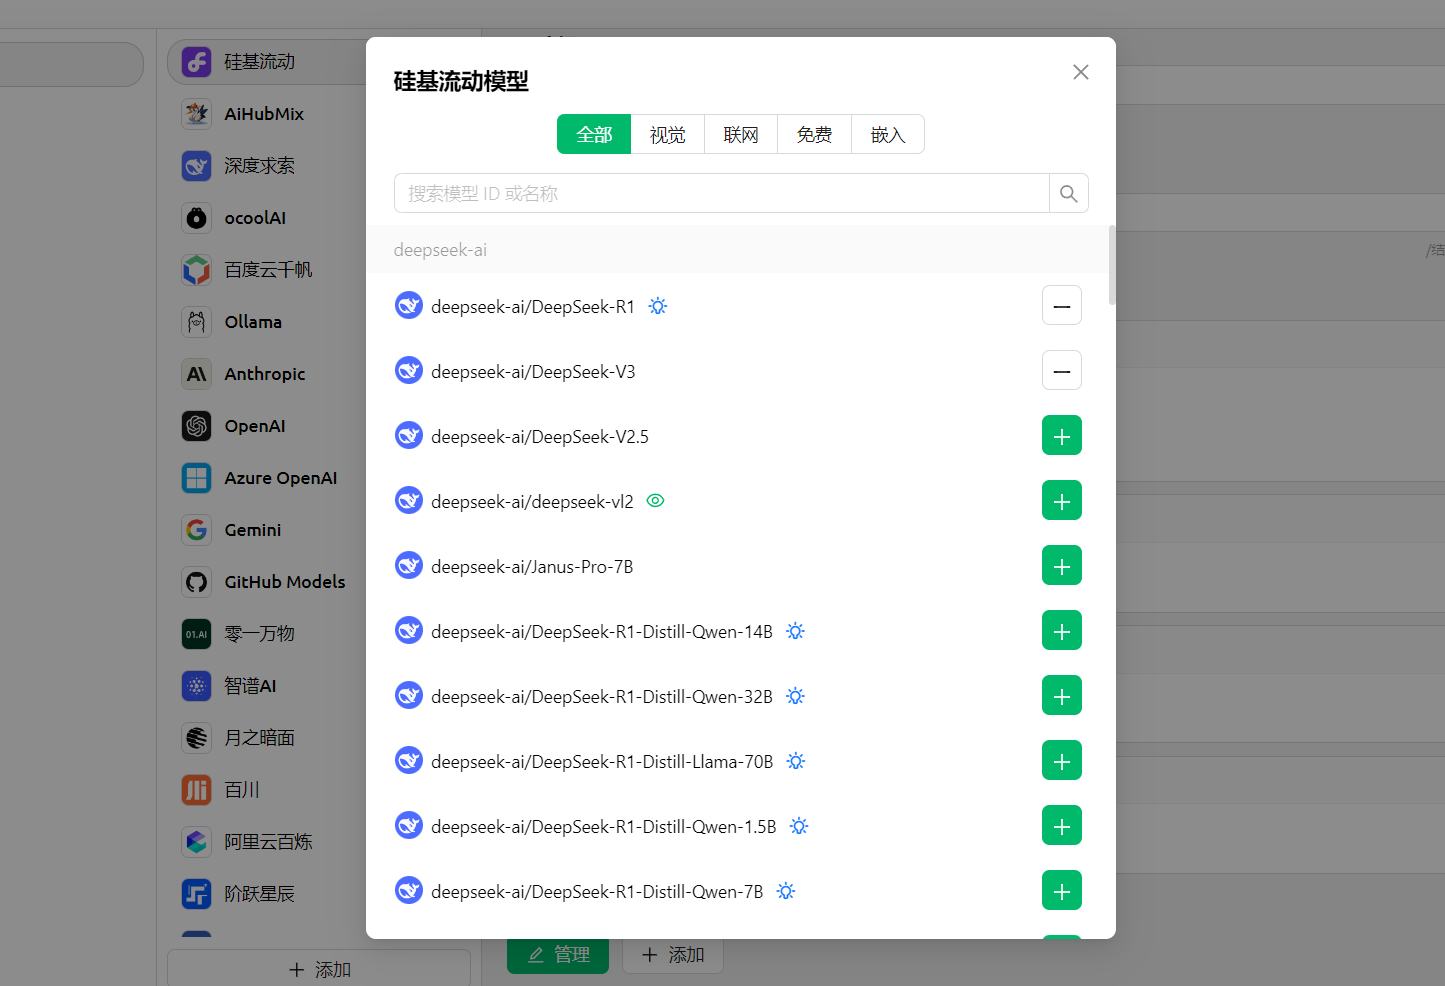 硅基流动
AiHubMix
深度求索
ocoolAI
百度云千帆
Ollama
Anthropic
OpenAI
Azure OpenAI
Gemini
GitHub Models
01.AI
零一万物
智谱AI
月之暗面
百川
阿里云百炼
阶跃星辰
添加
硅基流动模型
全部
视觉
联网
免费
嵌入
搜索模型 ID 或名称
deepseek-ai
deepseek-ai/DeepSeek-R1
deepseek-ai/DeepSeek-V3
deepseek-ai/DeepSeek-V2.5
deepseek-ai/deepseek-vl2
deepseek-ai/Janus-Pro-7B
deepseek-ai/DeepSeek-R1-Distill-Qwen-14B
deepseek-ai/DeepSeek-R1-Distill-Qwen-32B
deepseek-ai/DeepSeek-R1-Distill-Llama-70B
deepseek-ai/DeepSeek-R1-Distill-Qwen-1.5B
deepseek-ai/DeepSeek-R1-Distill-Qwen-7B
管理
添加
/结